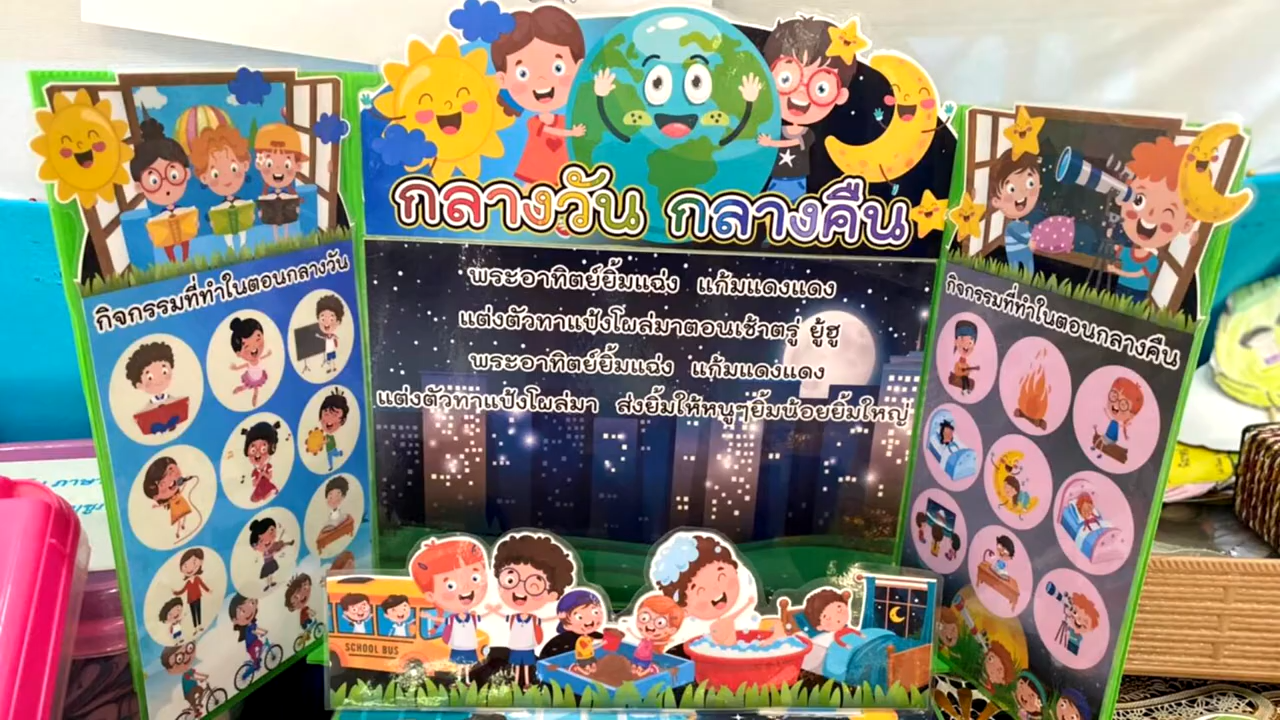 กลางวัน กลางคืน
กิจกรรมที่ทำในตอนกลางวัน
พระอาทิตย์ยิ้มแฉ่ง แก้มแดงแดง
แต่งตัวทาแป้งโผล่มาตอนเช้าตรู่ ยู้ฮู
พระอาทิตย์ยิ้มแฉ่ง แก้มแดงแดง
แต่งตัวทาแป้งโผล่มา ส่งยิ้มให้หนูๆยิ้มน้อยยิ้มใหญ่
กิจกรรมที่ทำในตอนกลางคืน
SCHOOL BUS